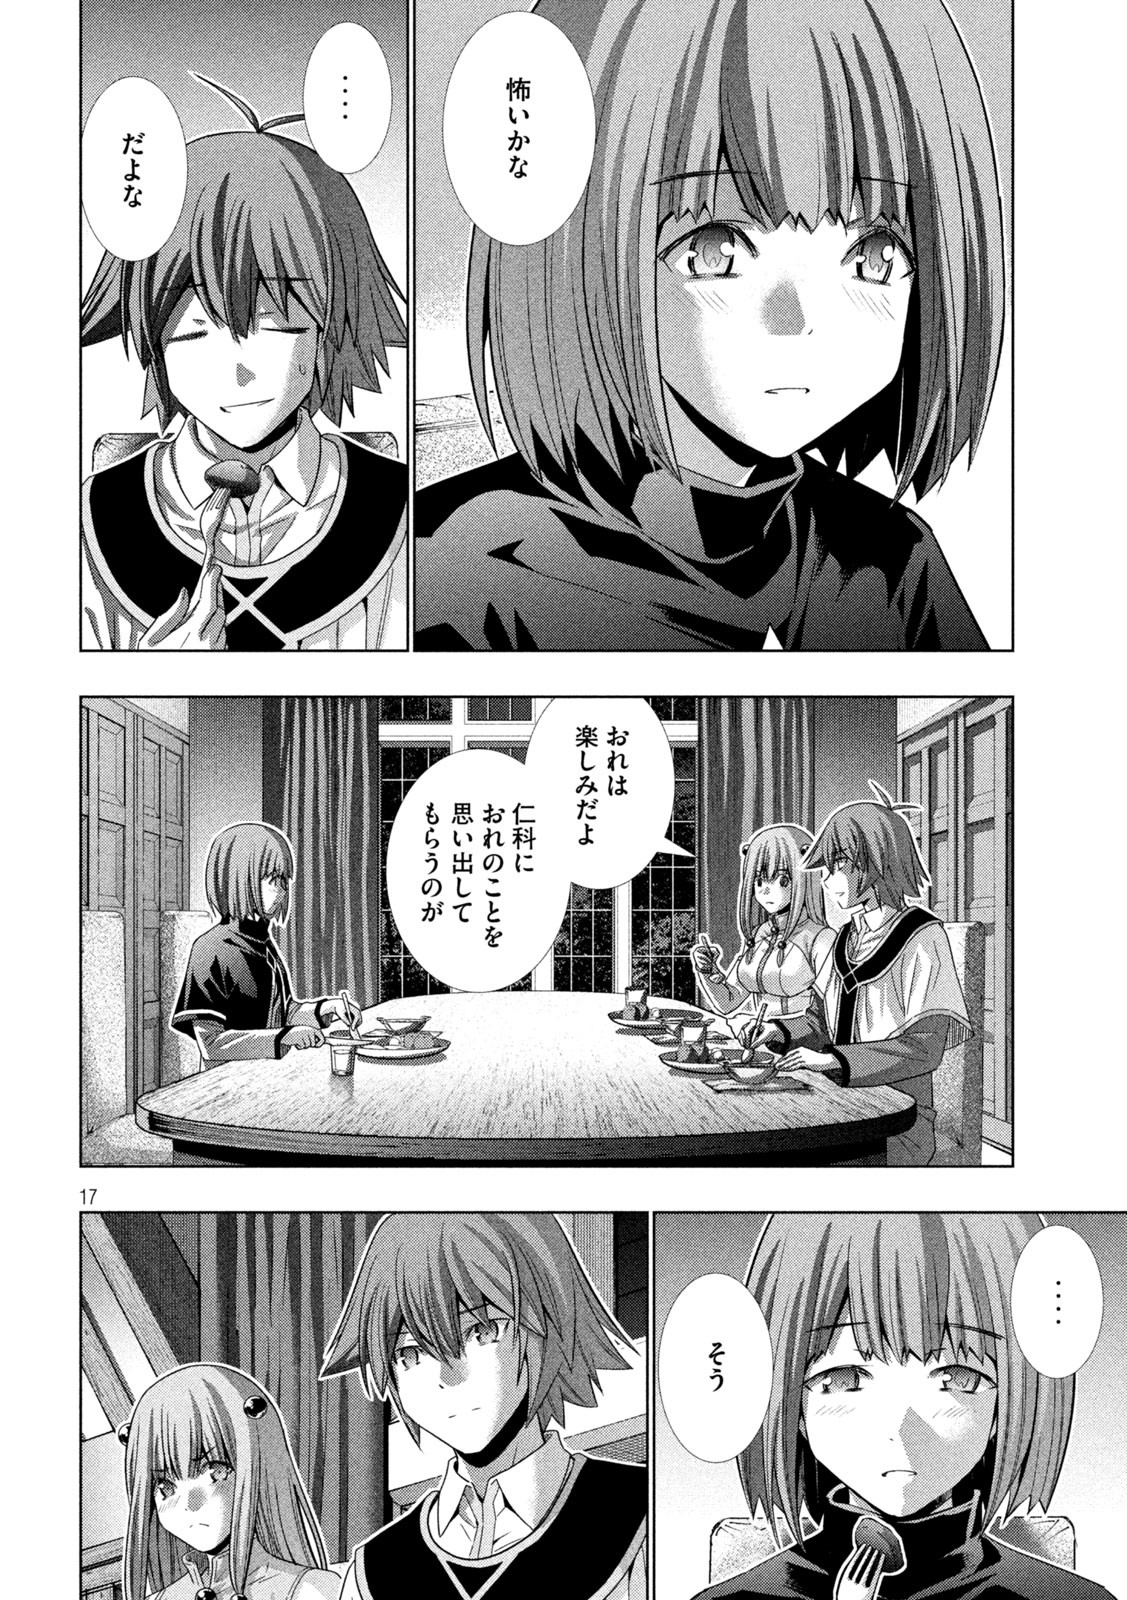 怖いかな
・・・・
だよな
おれは
楽しみだよ
仁科に
おれのことを
思い出して
もらうのが
17
・・・・
そう